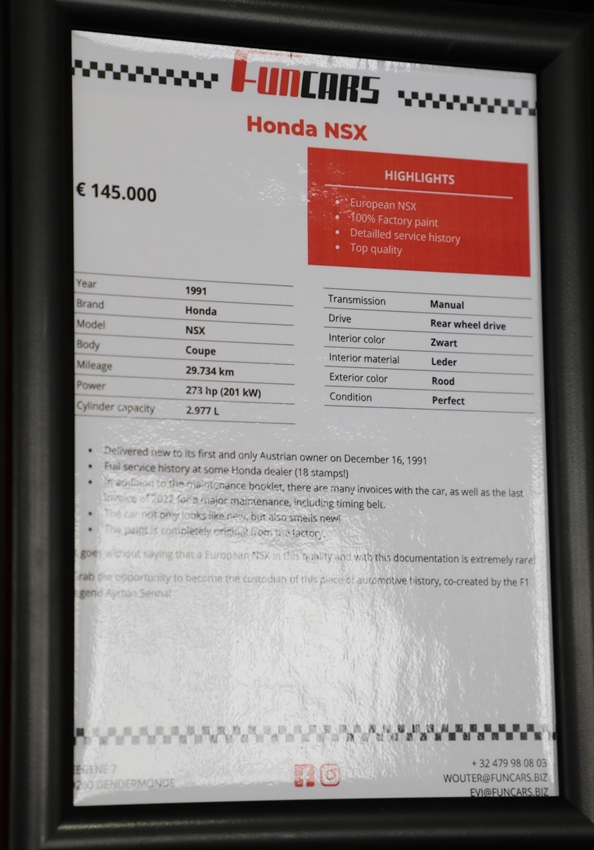 FUNCARS
Honda NSX
€ 145.000
HIGHLIGHTS
• European NSX
• 100% Factory paint
• Detailled service history
• Top quality
Year 1991
Brand Honda
Model NSX
Body Coupe
Mileage 29.734 km
Power 273 hp (201 kW)
Cylinder capacity 2.977 L
Transmission Manual
Drive Rear wheel drive
Interior color Zwart
Interior material Leder
Exterior color Rood
Condition Perfect
• Delivered new to its first and only Austrian owner on December 16, 1991
• Full service history at some Honda dealer (18 stamps!)
• In addition to the maintenance booklet, there are many invoices with the car, as well as the last
invoice of 2022 for a major maintenance, including timing belt.
• The car not only looks like new, but also smells new!
• The paint is completely original from the factory.
goes without saying that a European NSX in this quality and with this documentation is extremely rare!
the opportunity to become the custodian of this piece of automotive history, co-created by the F1
Ayrton Senna!
7
DENDERMONDE
+ 32 479 98 08 03
WOUTER@FUNCARS.BIZ
EVI@FUNCARS.BIZ